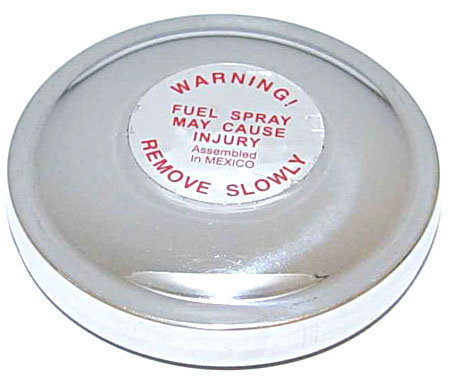 WARNING!
FUEL SPRAY
MAY CAUSE
INJURY
Assembled
In MEXICO
REMOVE SLOWLY